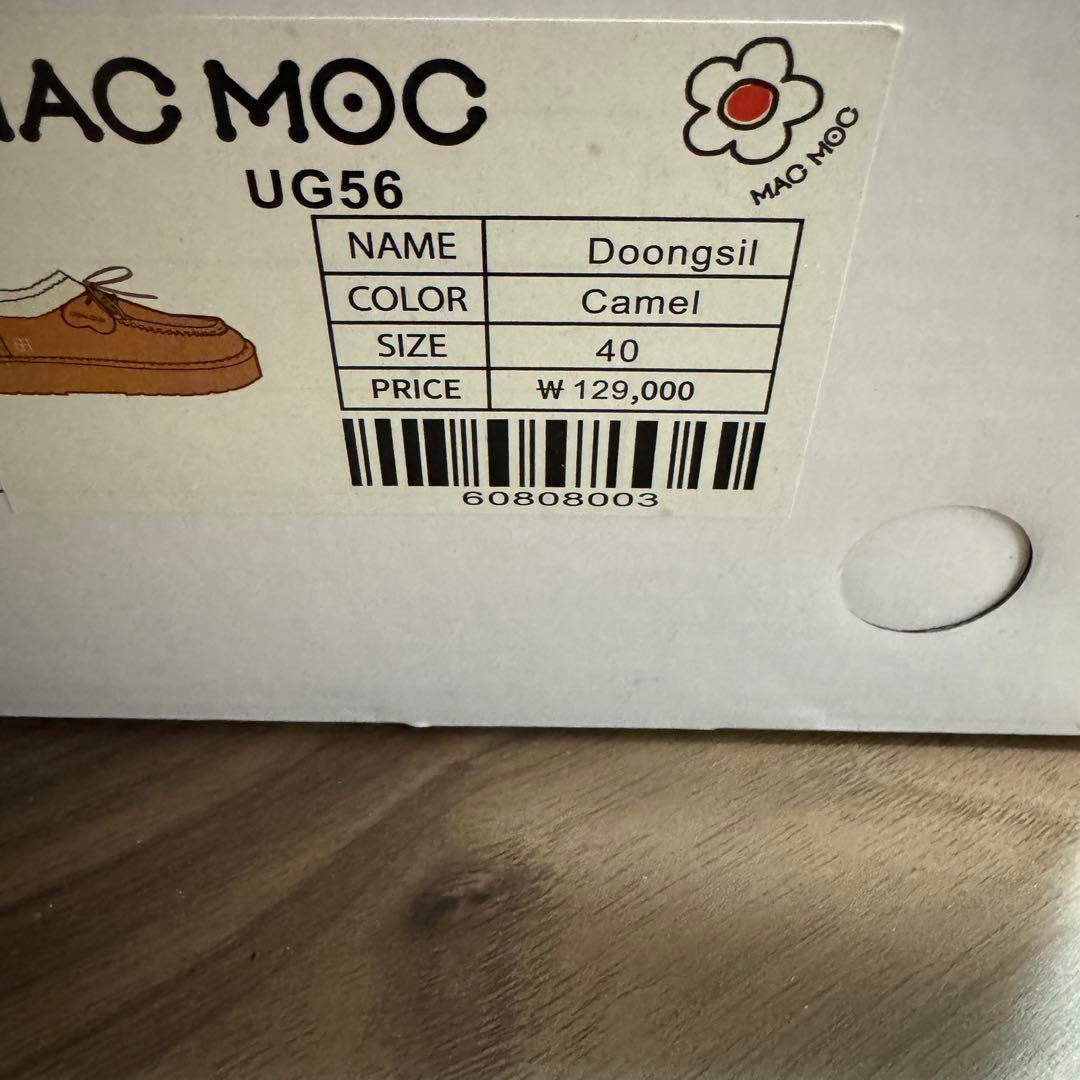 MAC MOC
MAC MOC
UG56
NAME Doongsil
COLOR Camel
SIZE 40
PRICE ₩ 129,000
60808003